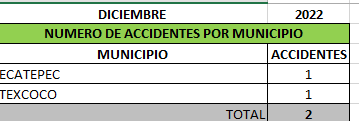 DICIEMBRE 2022
NUMERO DE ACCIDENTES POR MUNICIPIO
MUNICIPIO ACCIDENTES
ECATEPEC 1
TEXCOCO 1
TOTAL 2